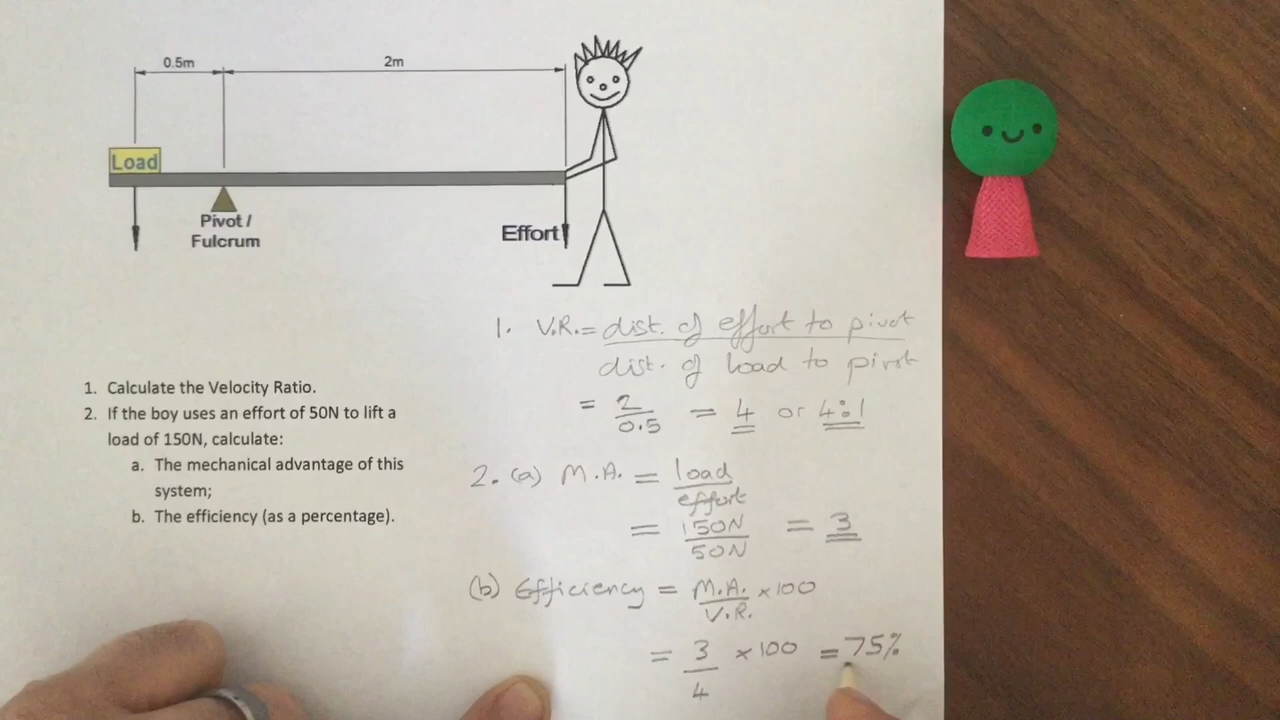 0.5m 2m
Load
Pivot /
Fulcrum
Effort
1. Calculate the Velocity Ratio.
2. If the boy uses an effort of 50N to lift a
load of 150N, calculate:
a. The mechanical advantage of this
system;
b. The efficiency (as a percentage).
1. V.R. = dist. of effort to pivot
dist. of load to pivot
= 2 = 4 or 4:1
0.5
2. (a) M.A. = load
effort
= 150N = 3
50N
(b) Efficiency = M.A. ×100
V.R.
= 3 ×100 = 75%
4